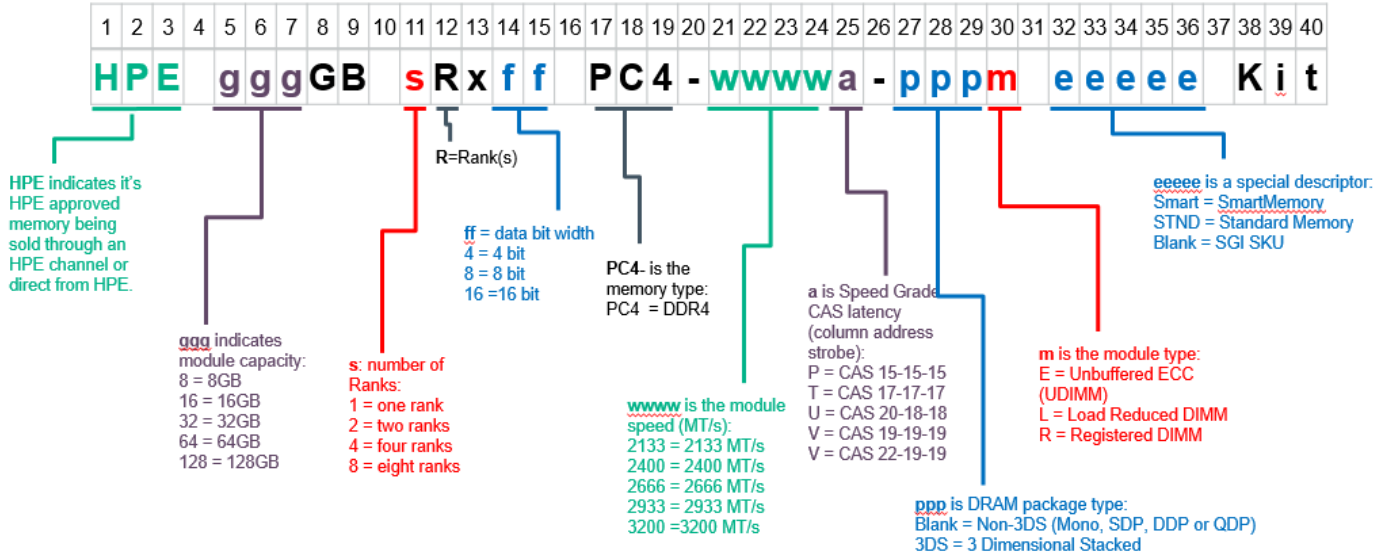 1 2 3 4 5 6 7 8 9 10 11 12 13 14 15 16 17 18 19 20 21 22 23 24 25 26 27 28 29 30 31 32 33 34 35 36 37 38 39 40
HPE gggGB sRxff PC4-wwwwa-pppm eeeee Kit
R=Rank(s)
HPE indicates it's
HPE approved
memory being
sold through an
HPE channel or
direct from HPE.
ggg indicates
module capacity:
8 = 8GB
16 = 16GB
32 = 32GB
64 = 64GB
128 = 128GB
s: number of
Ranks:
1 = one rank
2 = two ranks
4 = four ranks
8 = eight ranks
ff = data bit width
4 = 4 bit
8 = 8 bit
16 =16 bit
PC4- is the
memory type:
PC4 = DDR4
wwww is the module
speed (MT/s):
2133 = 2133 MT/s
2400 = 2400 MT/s
2666 = 2666 MT/s
2933 = 2933 MT/s
3200 =3200 MT/s
a is Speed Grade
CAS latency
(column address
strobe):
P = CAS 15-15-15
T = CAS 17-17-17
U = CAS 20-18-18
V = CAS 19-19-19
V = CAS 22-19-19
ppp is DRAM package type:
Blank = Non-3DS (Mono, SDP, DDP or QDP)
3DS = 3 Dimensional Stacked
m is the module type:
E = Unbuffered ECC
(UDIMM)
L = Load Reduced DIMM
R = Registered DIMM
eeeee is a special descriptor:
Smart = SmartMemory
STND = Standard Memory
Blank = SGI SKU